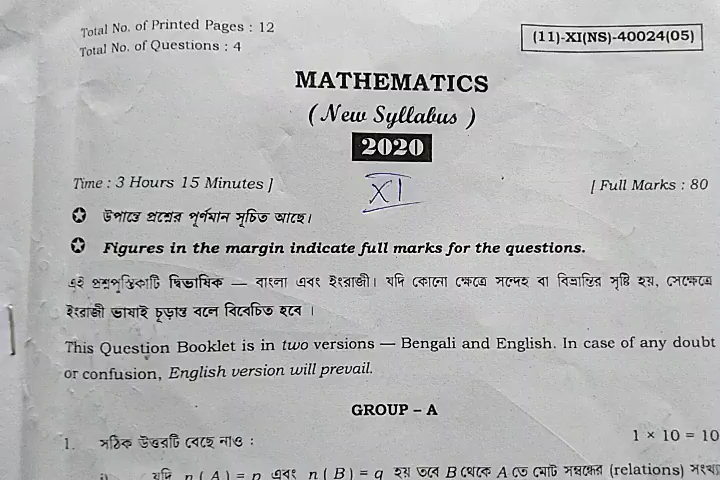 Total No. of Printed Pages : 12
Total No. of Questions : 4
(11)-XI(NS)-40024(05)
MATHEMATICS
( New Syllabus )
2020
Time : 3 Hours 15 Minutes ]
XI
[ Full Marks : 80
✪ উপান্তে প্রশ্নের পূর্ণমান সূচিত আছে।
✪ Figures in the margin indicate full marks for the questions.
এই প্রশ্নপুস্তিকাটি দ্বিভাষিক — বাংলা এবং ইংরাজী। যদি কোনো ক্ষেত্রে সন্দেহ বা বিভ্রান্তির সৃষ্টি হয়, সেক্ষেত্রে
ইংরাজী ভাষাই চূড়ান্ত বলে বিবেচিত হবে ।
This Question Booklet is in two versions — Bengali and English. In case of any doubt
or confusion, English version will prevail.
GROUP – A
1. সঠিক উত্তরটি বেছে নাও :
1 × 10 = 10
i) যদি n ( A ) = p এবং n ( B ) = q হয় তবে B থেকে A তে মোট সম্বন্ধের (relations) সংখ্যা